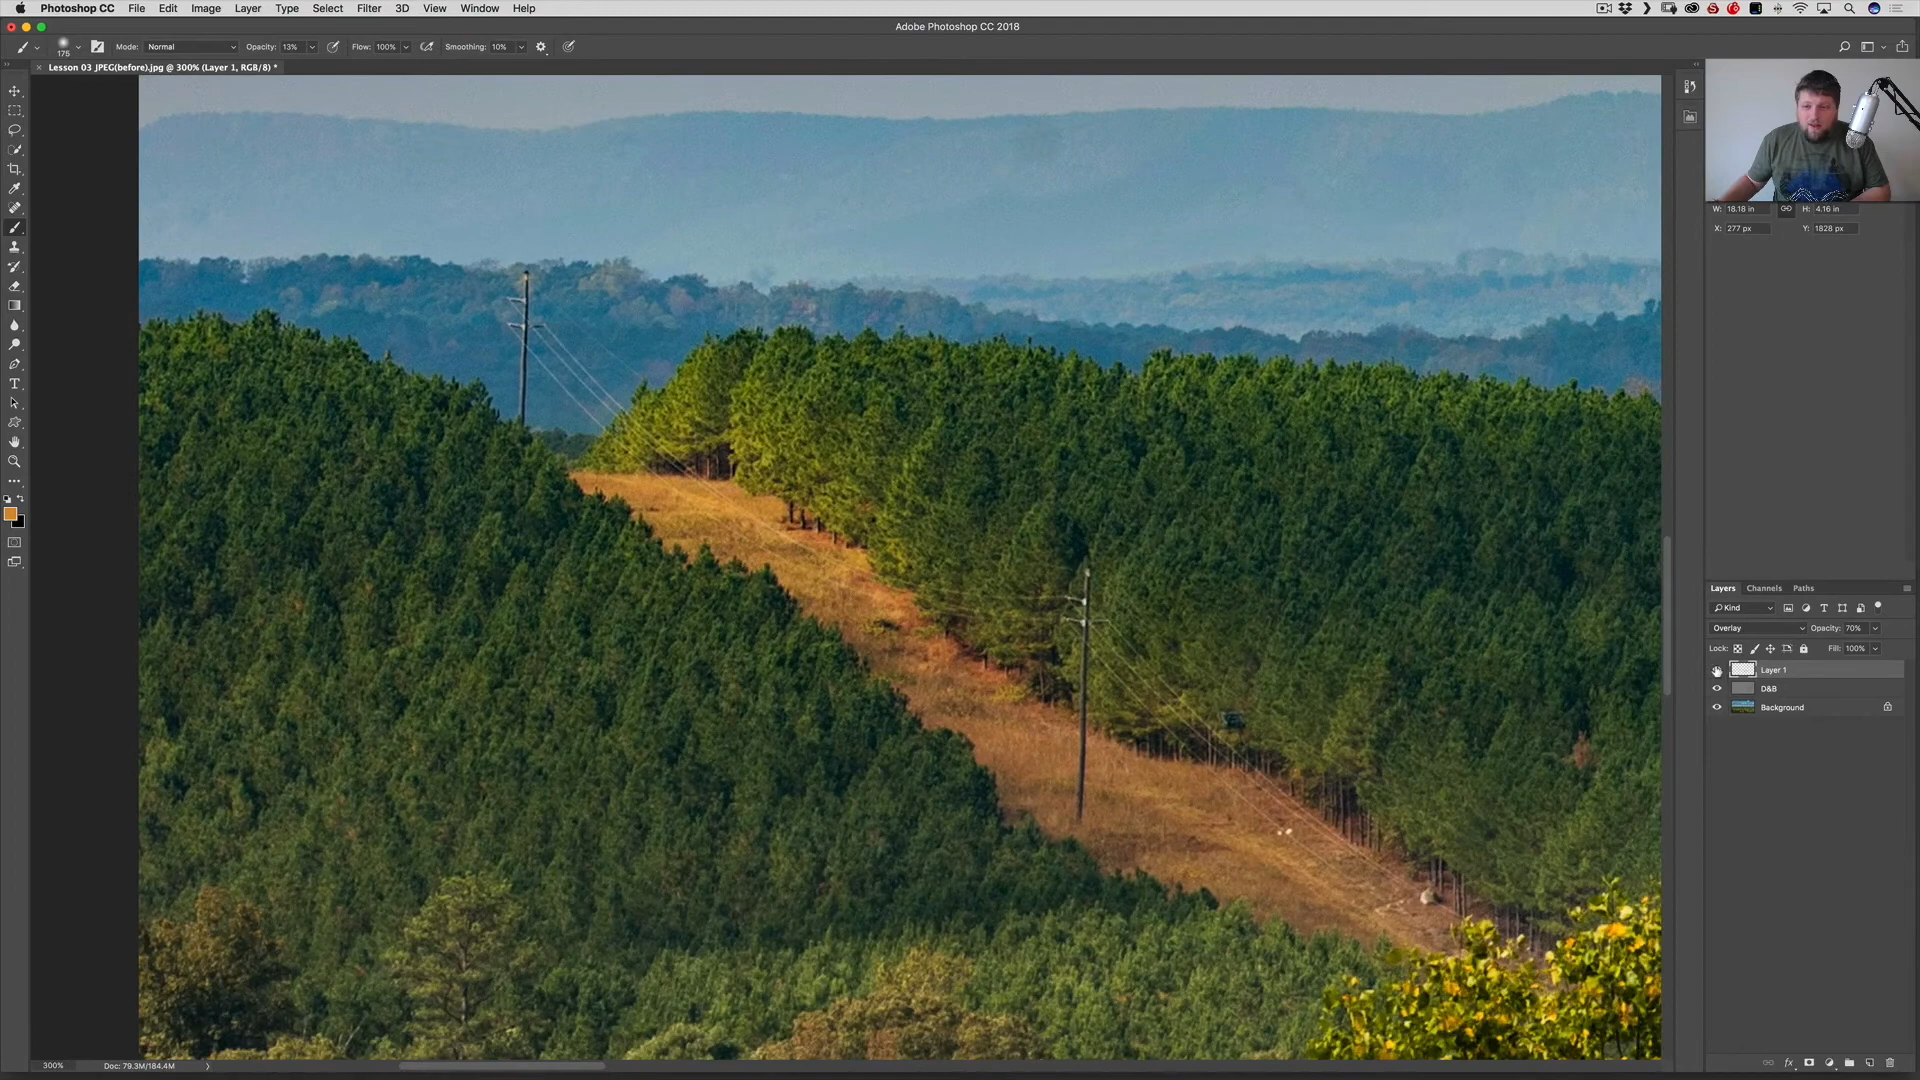 Photoshop CC File Edit Image Layer Type Select Filter 3D View Window Help
Adobe Photoshop CC 2018
175 Mode: Normal Opacity: 13% Flow: 100% Smoothing: 10%
Lesson 03 JPEG(before).jpg @ 300% (Layer 1, RGB/8) *
W: 18.18 in H: 4.16 in
X: 277 px Y: 1828 px
Layers Channels Paths
Kind
Overlay Opacity: 70%
Lock: Fill: 100%
Layer 1
D&B
Background
300% Doc: 79.3M/184.4M